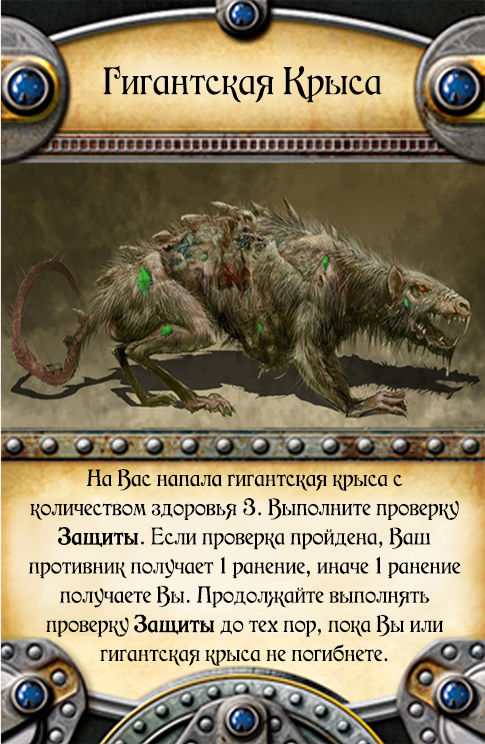 Гигантская Крыса
На Вас напала гигантская крыса с
количеством здоровья 3. Выполните проверку
Защиты. Если проверка пройдена, Ваш
противник получает 1 ранение, иначе 1 ранение
получаете Вы. Продолжайте выполнять
проверку Защиты до тех пор, пока Вы или
гигантская крыса не погибнете.